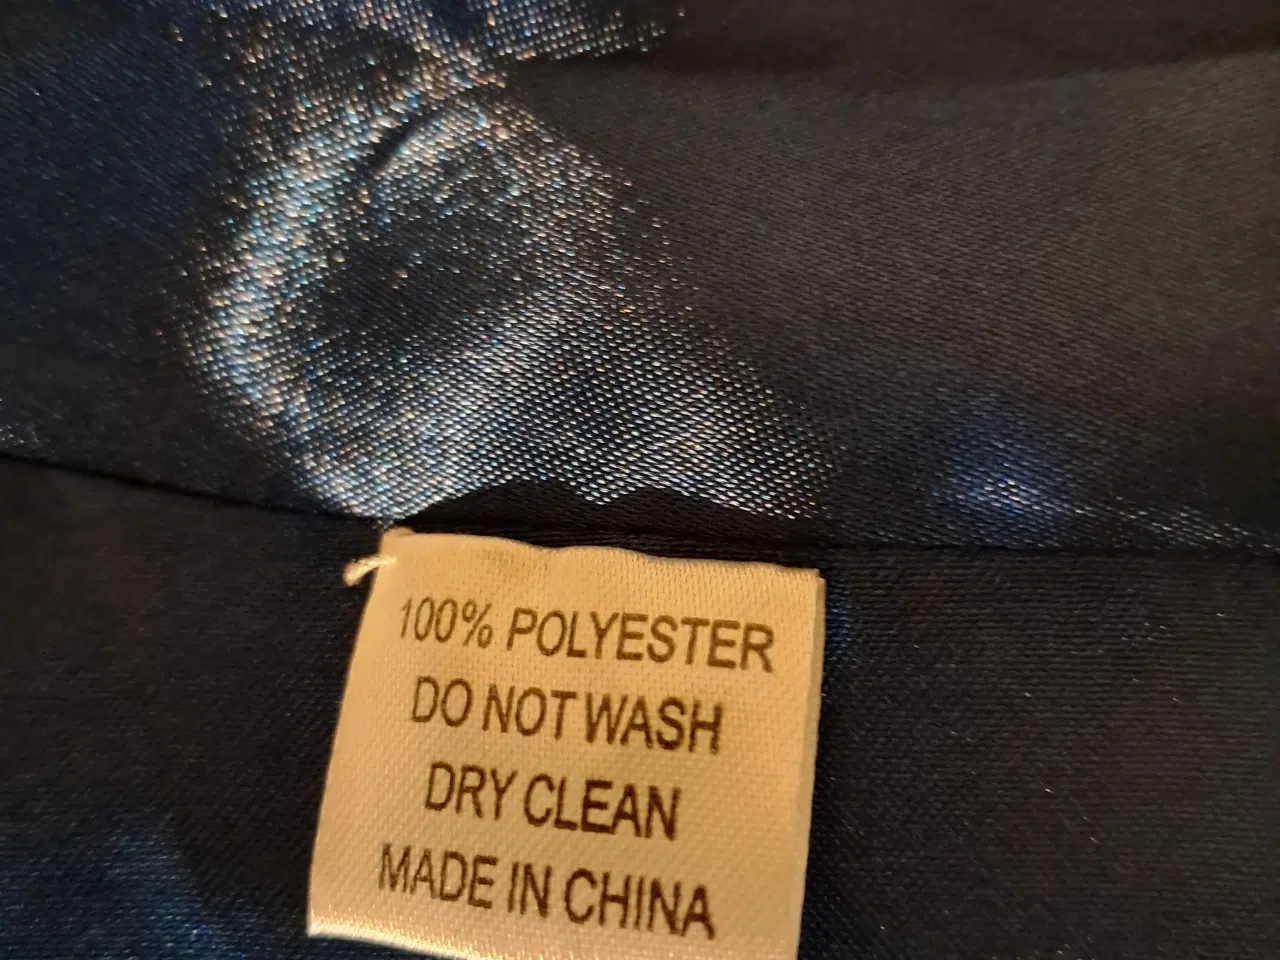 100% POLYESTER
DO NOT WASH
DRY CLEAN
MADE IN CHINA